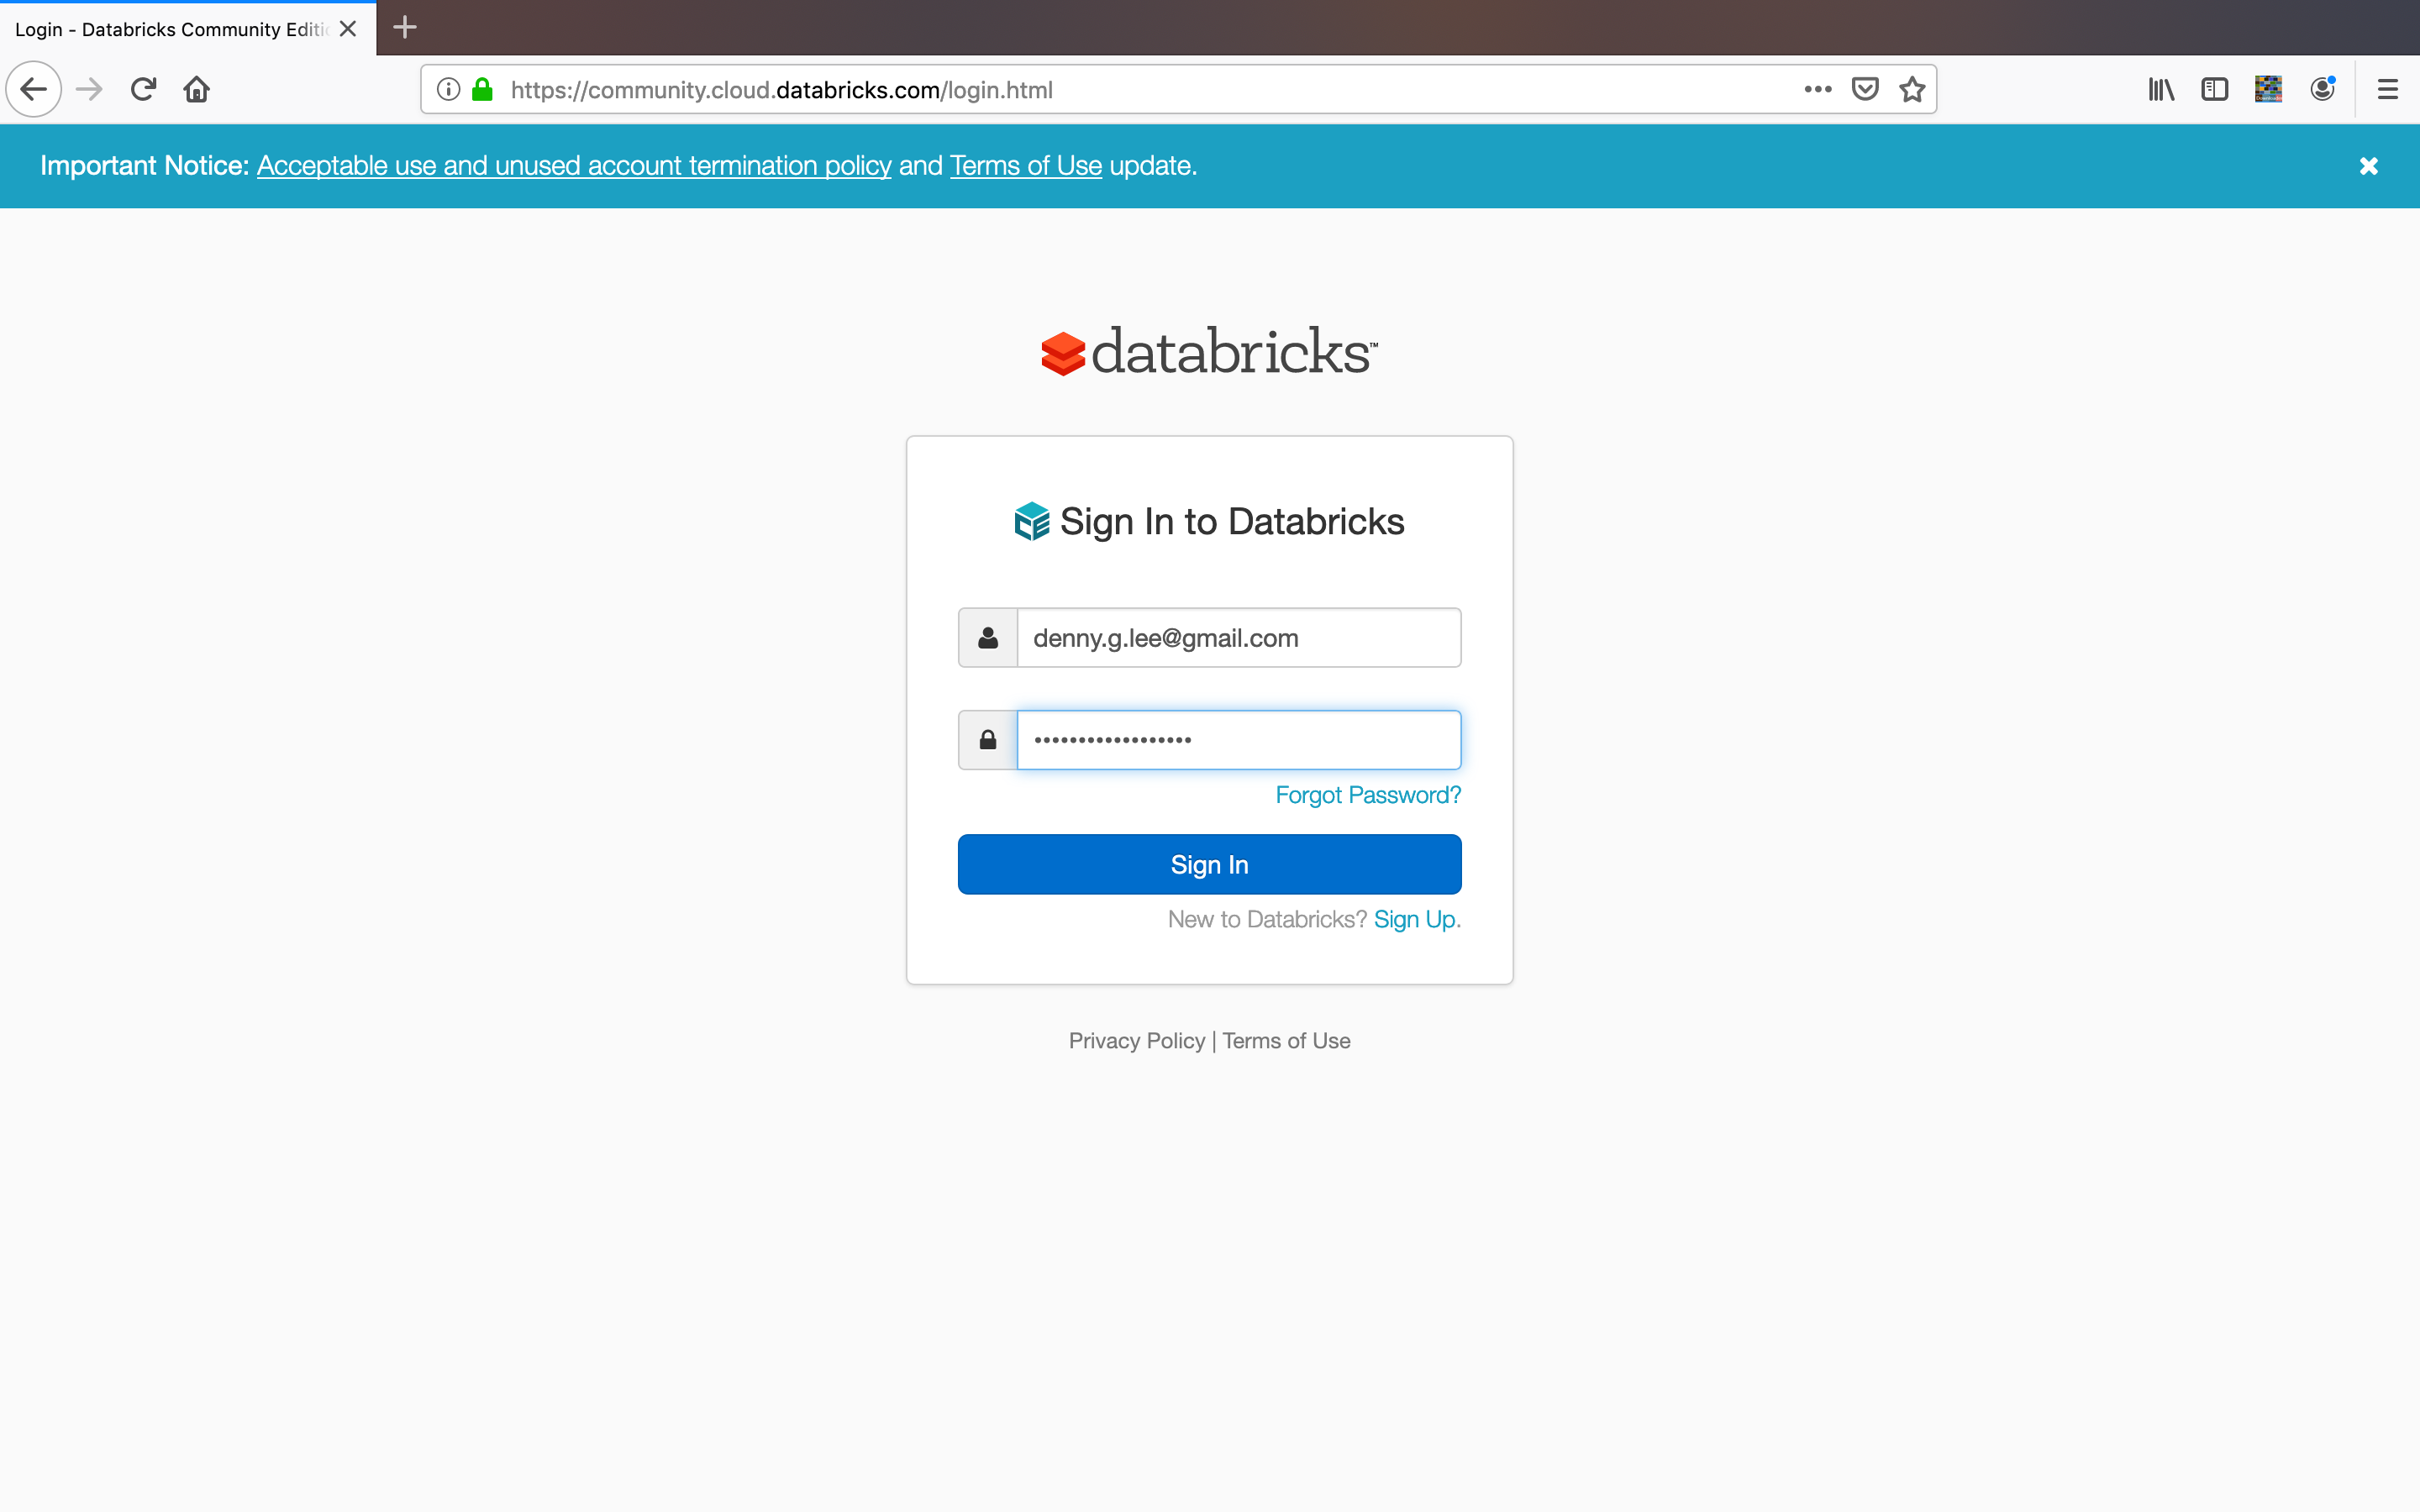 Login - Databricks Community Editio
https://community.cloud.databricks.com/login.html
Important Notice: Acceptable use and unused account termination policy and Terms of Use update.
databricks™
CE Sign In to Databricks
denny.g.lee@gmail.com
••••••••••••••••••
Forgot Password?
Sign In
New to Databricks? Sign Up.
Privacy Policy | Terms of Use